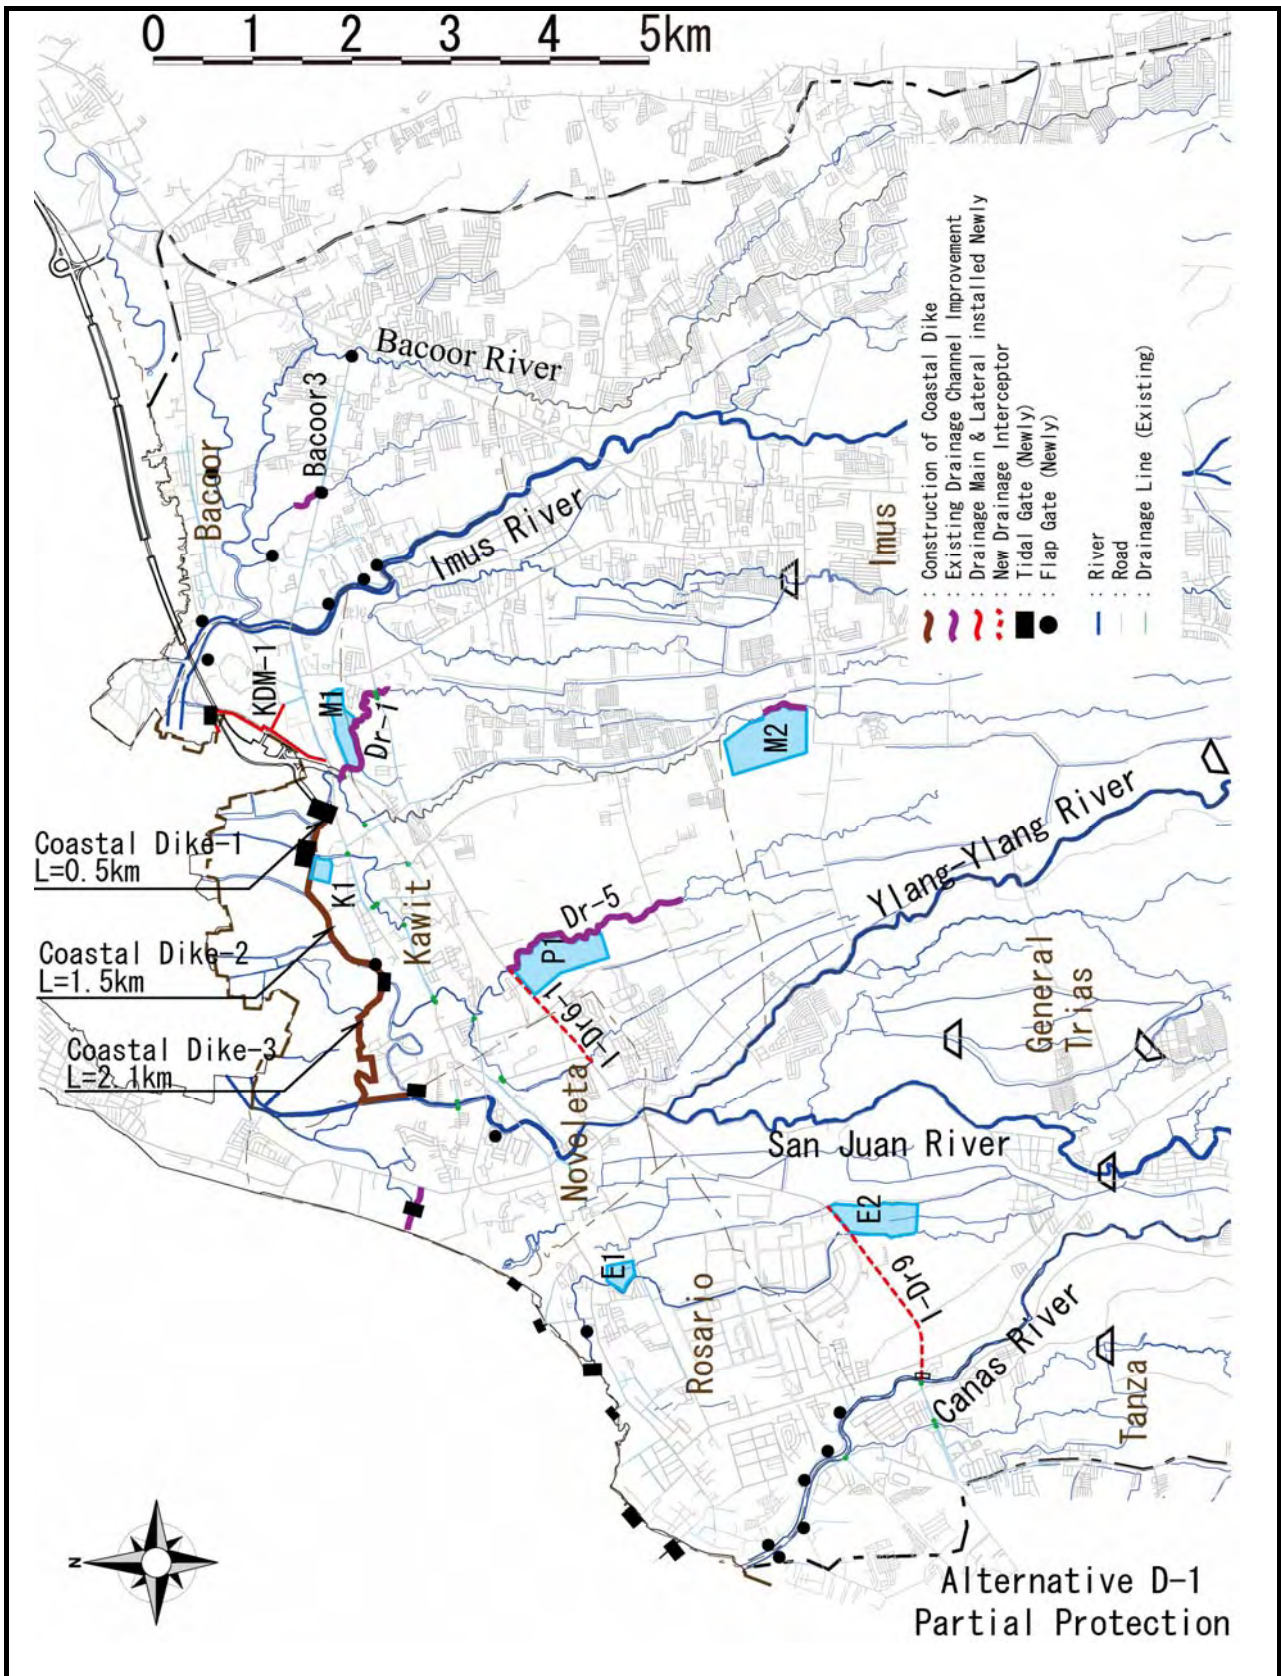 0 1 2 3 4 5km
Bacoor River
Bacoor3
Bacoor
Imus River
Imus
: Construction of Coastal Dike
: Existing Drainage Channel Improvement
: Drainage Main & Lateral installed Newly
: New Drainage Interceptor
: Tidal Gate (Newly)
: Flap Gate (Newly)
: River
: Road
: Drainage Line (Existing)
KDM-1
M1
Dr-1
M2
Coastal Dike-1
L=0.5km
K1
Kawit
Ylang-Ylang River
Dr-5
P1
Coastal Dike-2
L=1.5km
I-Dr6-1
General
Trias
Coastal Dike-3
L=2.1km
Noveleta
San Juan River
E2
E1
I-Dr9
Rosario
Canas River
Tanza
N
Alternative D-1
Partial Protection